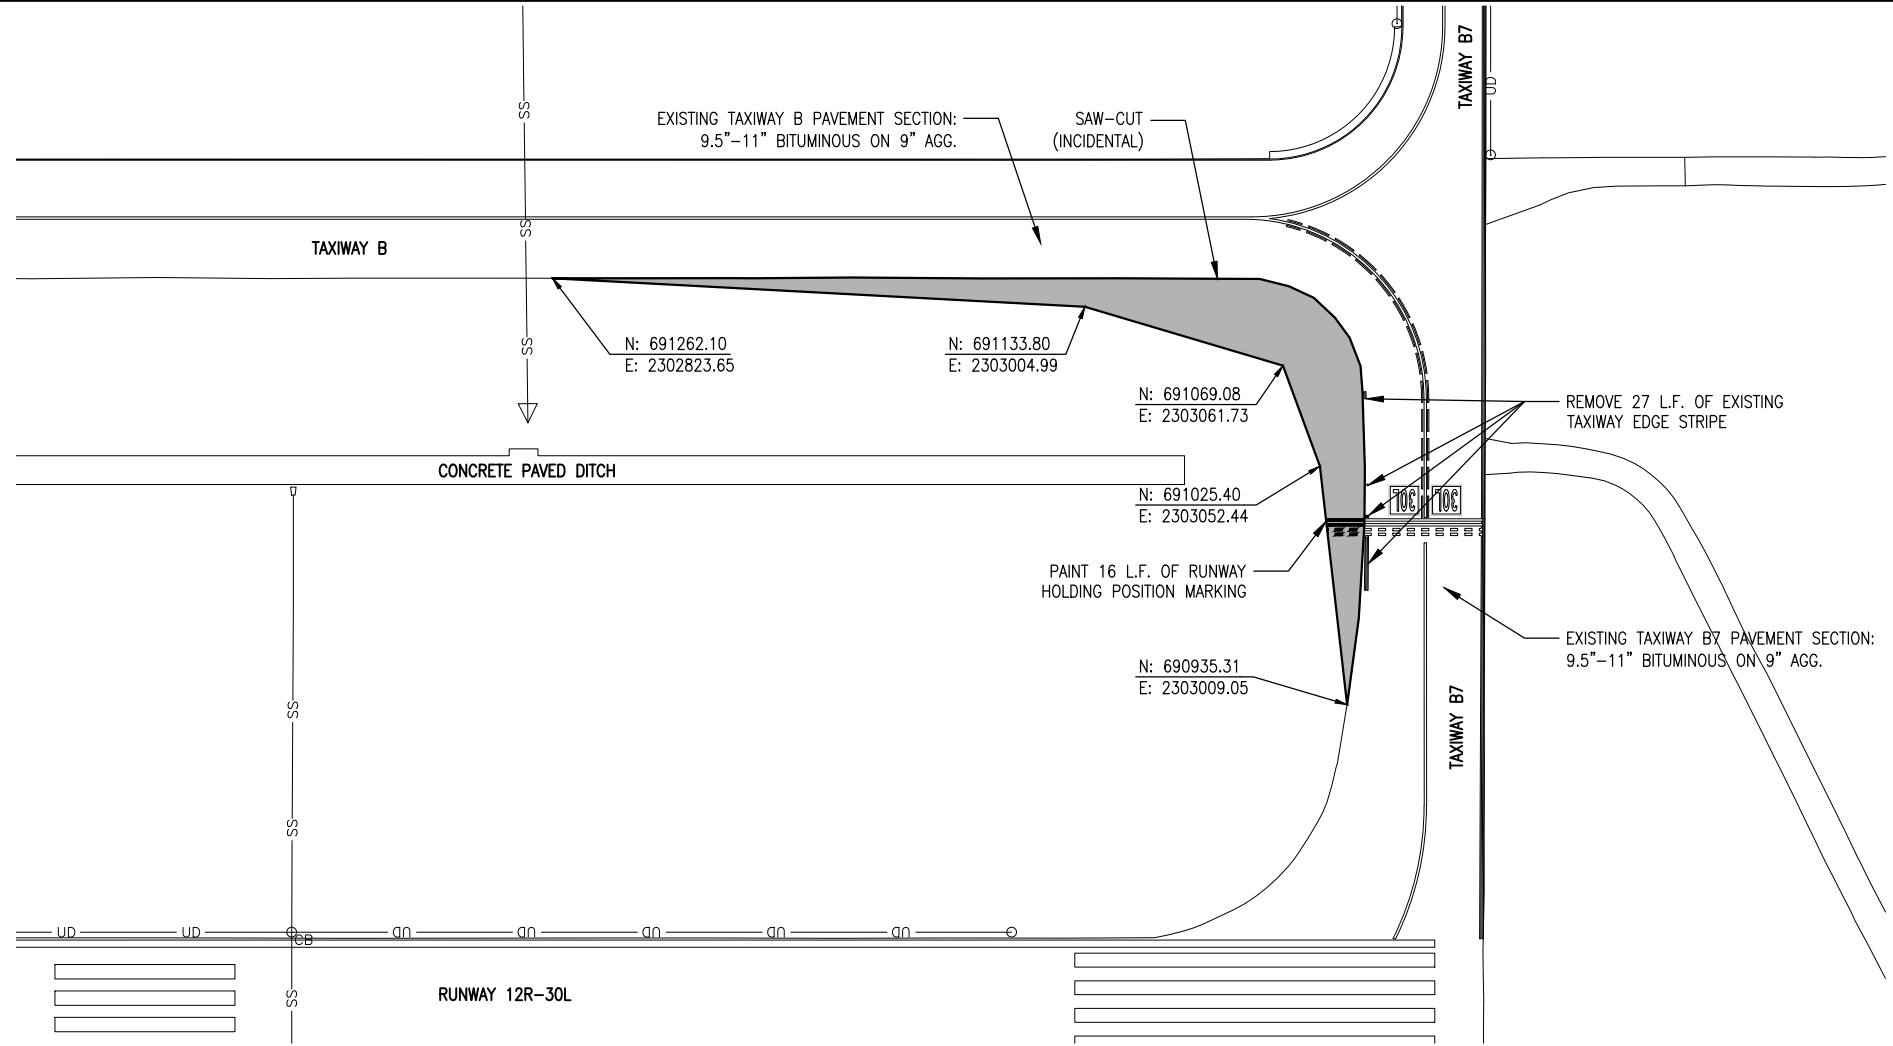 TAXIWAY B7
UD
SS
EXISTING TAXIWAY B PAVEMENT SECTION:
9.5"-11" BITUMINOUS ON 9" AGG.
SAW-CUT
(INCIDENTAL)
SS
TAXIWAY B
SS
N: 691262.10
E: 2302823.65
N: 691133.80
E: 2303004.99
N: 691069.08
E: 2303061.73
REMOVE 27 L.F. OF EXISTING
TAXIWAY EDGE STRIPE
CONCRETE PAVED DITCH
N: 691025.40
E: 2303052.44
30L
30L
PAINT 16 L.F. OF RUNWAY
HOLDING POSITION MARKING
EXISTING TAXIWAY B7 PAVEMENT SECTION:
9.5"-11" BITUMINOUS ON 9" AGG.
N: 690935.31
E: 2303009.05
SS
TAXIWAY B7
SS
UD
UD
CB
UD
UD
UD
UD
UD
RUNWAY 12R-30L
SS